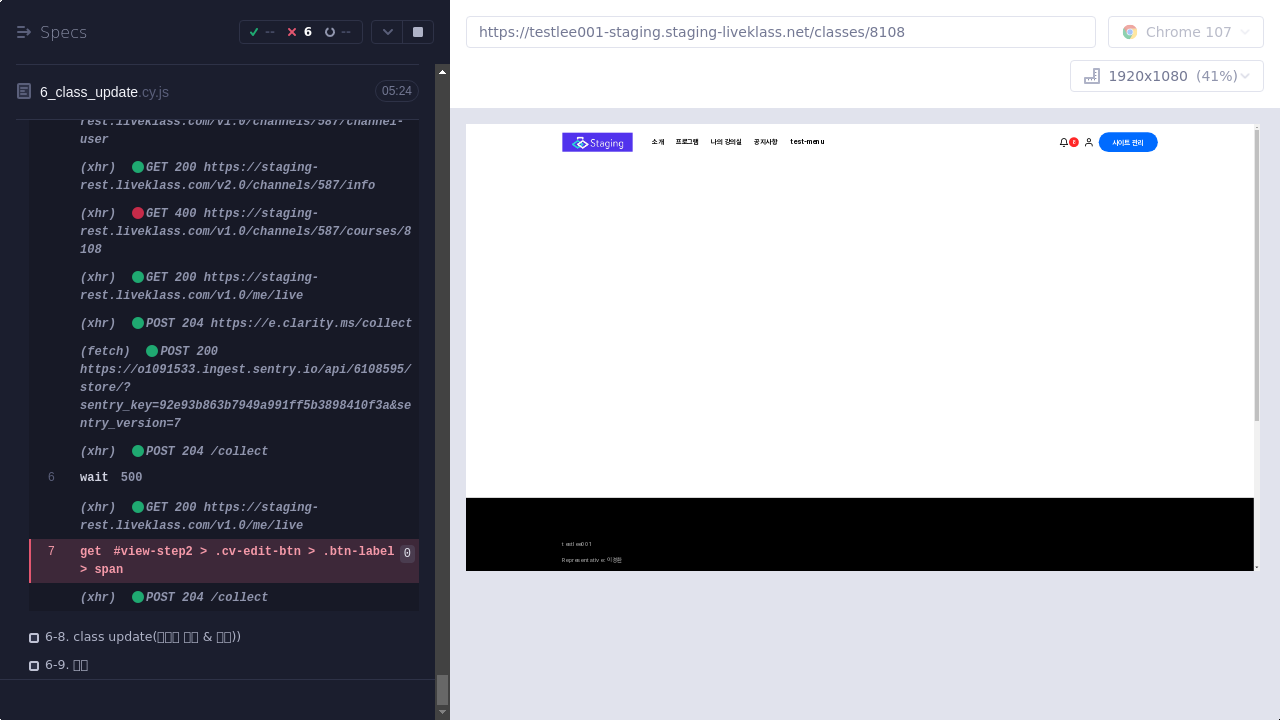 Specs
-- 6 --
6_class_update.cy.js
05:24
rest.liveklass.com/v1.0/channels/587/channel-
user
(xhr) GET 200 https://staging-
rest.liveklass.com/v2.0/channels/587/info
(xhr) GET 400 https://staging-
rest.liveklass.com/v1.0/channels/587/courses/8
108
(xhr) GET 200 https://staging-
rest.liveklass.com/v1.0/me/live
(xhr) POST 204 https://e.clarity.ms/collect
(fetch) POST 200
https://o1091533.ingest.sentry.io/api/6108595/
store/?
sentry_key=92e93b863b7949a991ff5b3898410f3a&se
ntry_version=7
(xhr) POST 204 /collect
6 wait 500
(xhr) GET 200 https://staging-
rest.liveklass.com/v1.0/me/live
7 get #view-step2 > .cv-edit-btn > .btn-label 0
> span
(xhr) POST 204 /collect
6-8. class update( & ))
6-9.
https://testlee001-staging.staging-liveklass.net/classes/8108
Chrome 107
1920x1080 (41%)
Staging
소개 프로그램 나의 강의실 공지사항 test-menu
6
사이트 관리
testlee001
Representative: 이경환